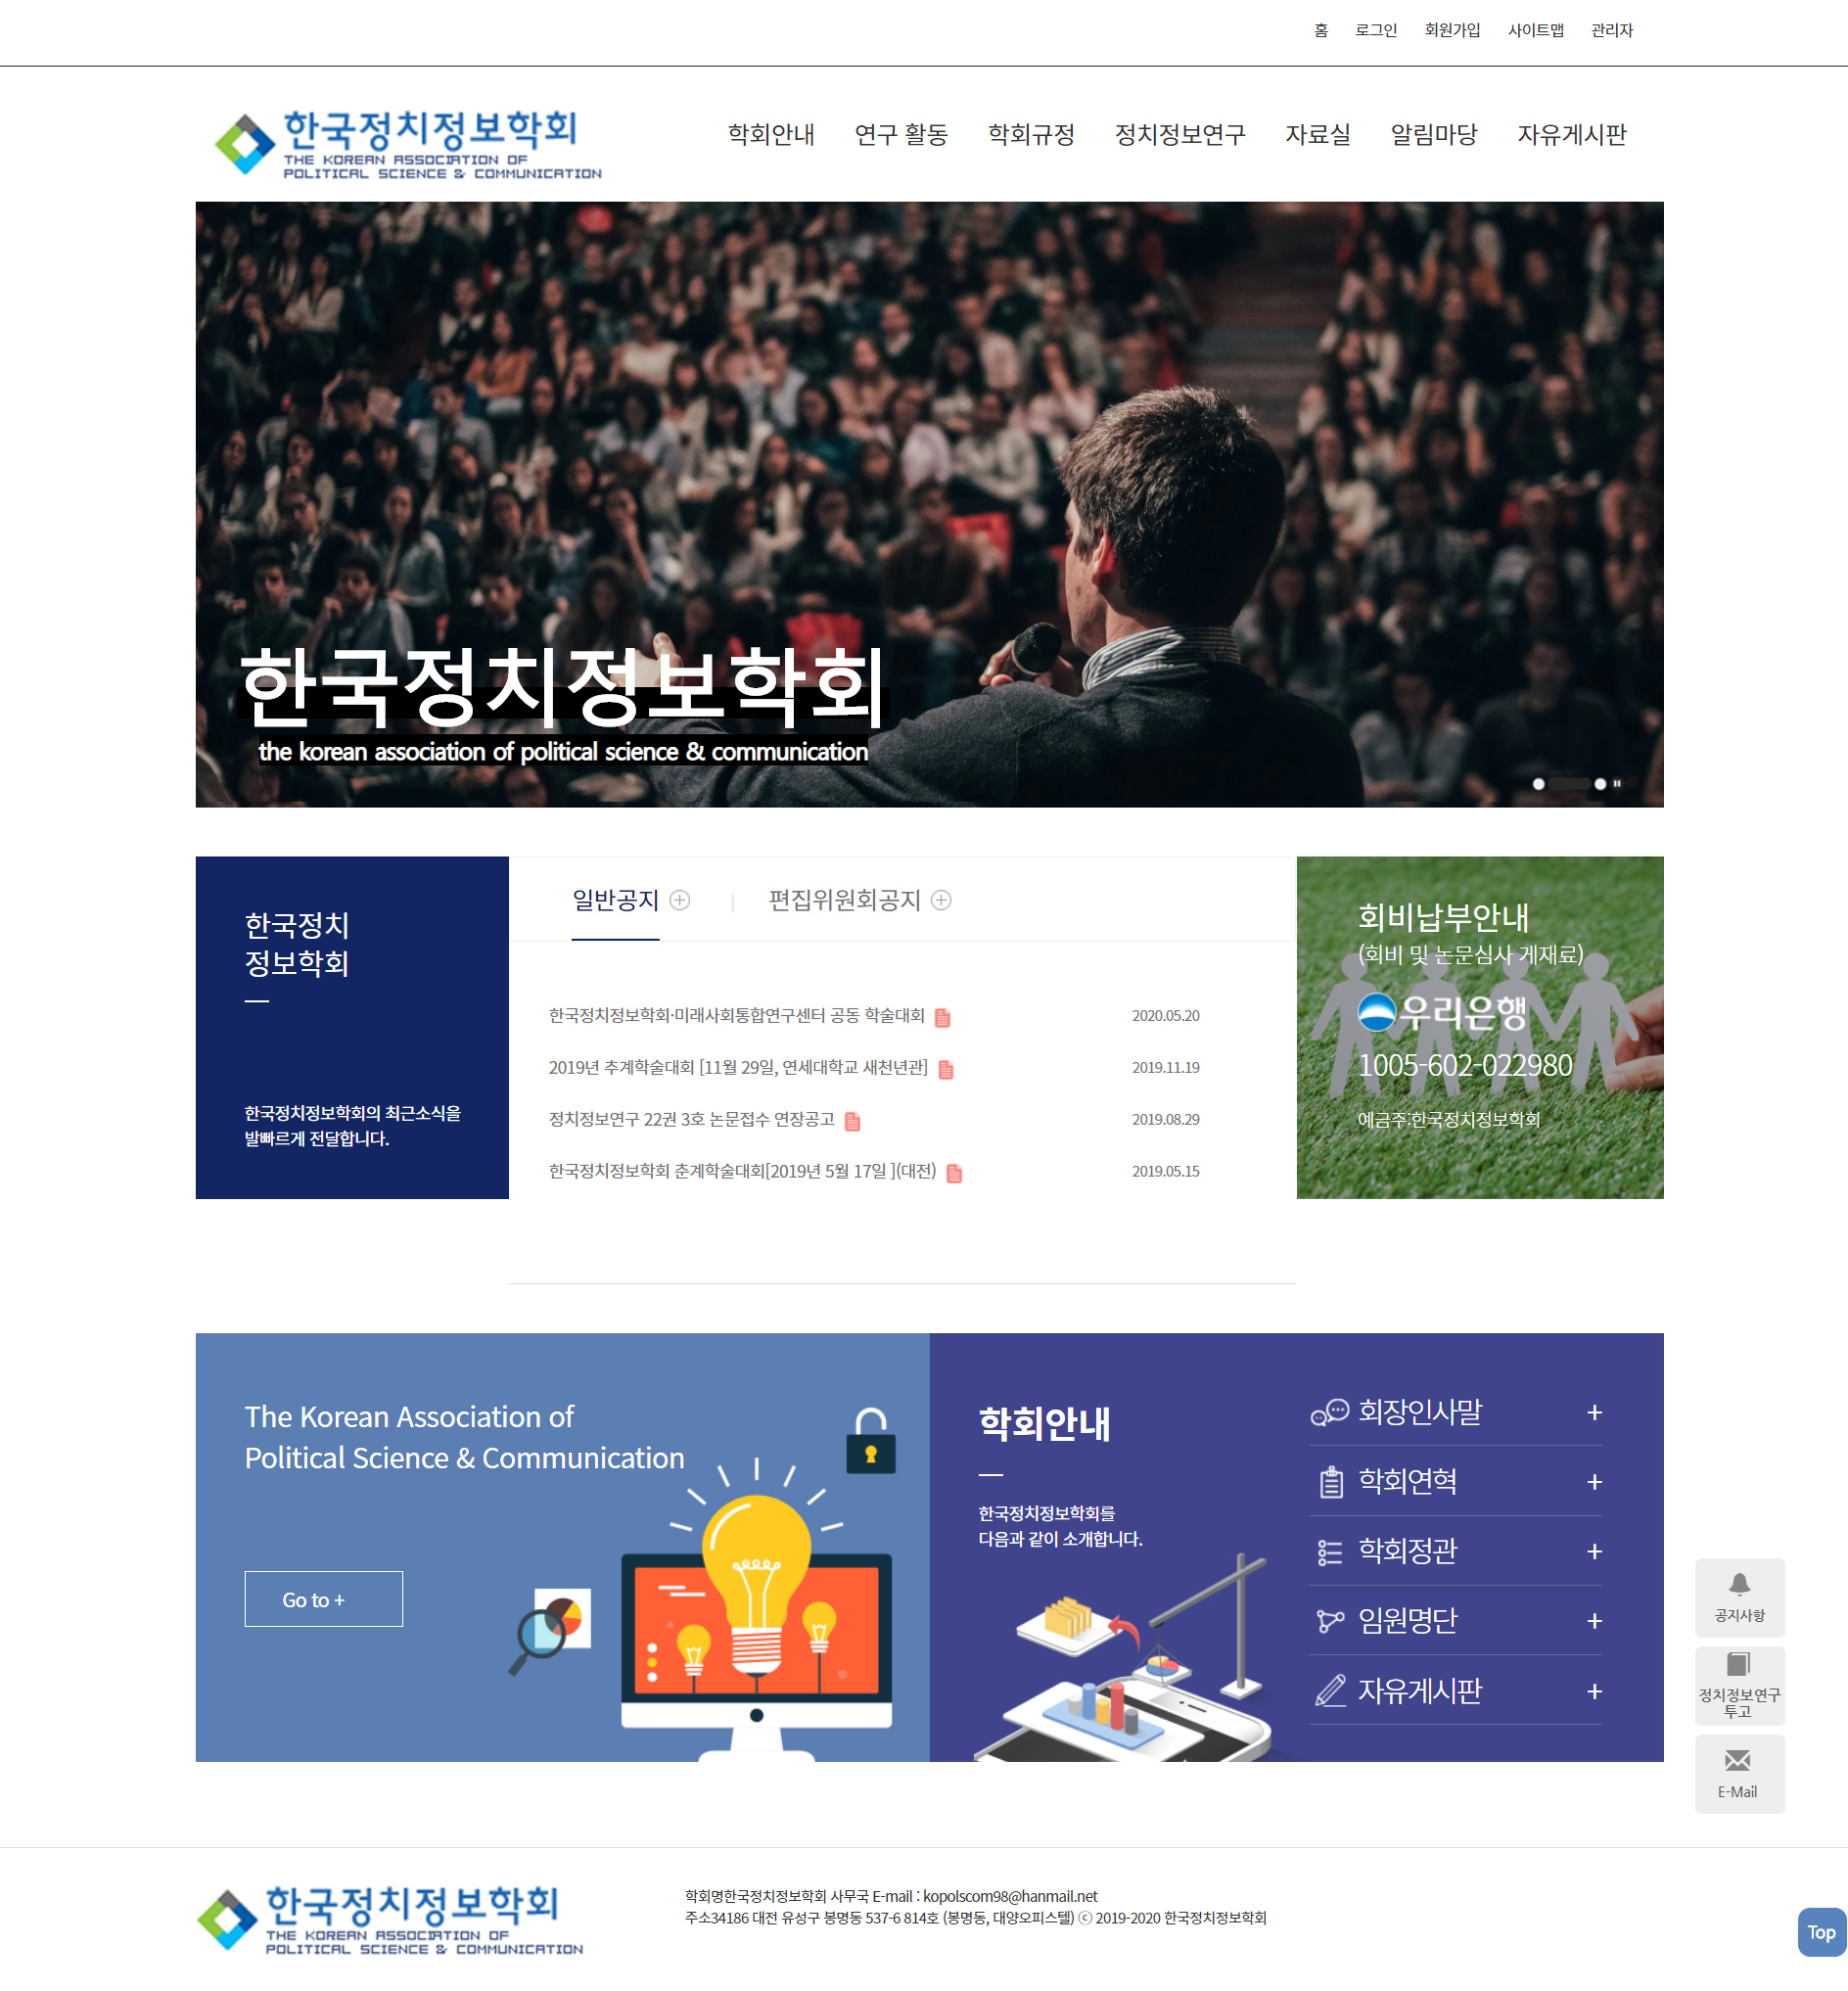 홈 로그인 회원가입 사이트맵 관리자
한국정치정보학회
THE KOREAN ASSOCIATION OF
POLITICAL SCIENCE & COMMUNICATION
학회안내 연구 활동 학회규정 정치정보연구 자료실 알림마당 자유게시판
한국정치정보학회
the korean association of political science & communication
한국정치
정보학회
한국정치정보학회의 최근소식을
발빠르게 전달합니다.
일반공지 편집위원회공지
한국정치정보학회·미래사회통합연구센터 공동 학술대회 2020.05.20
2019년 추계학술대회 [11월 29일, 연세대학교 새천년관] 2019.11.19
정치정보연구 22권 3호 논문접수 연장공고 2019.08.29
한국정치정보학회 춘계학술대회[2019년 5월 17일 ](대전) 2019.05.15
회비납부안내
(회비 및 논문심사 게재료)
우리은행
1005-602-022980
예금주:한국정치정보학회
The Korean Association of
Political Science & Communication
Go to +
학회안내
한국정치정보학회를
다음과 같이 소개합니다.
회장인사말 +
학회연혁 +
학회정관 +
임원명단 +
자유게시판 +
공지사항
정치정보연구
투고
E-Mail
한국정치정보학회
THE KOREAN ASSOCIATION OF
POLITICAL SCIENCE & COMMUNICATION
학회명한국정치정보학회 사무국 E-mail : kopolscom98@hanmail.net
주소34186 대전 유성구 봉명동 537-6 814호 (봉명동, 대양오피스텔) ⓒ 2019-2020 한국정치정보학회
Top